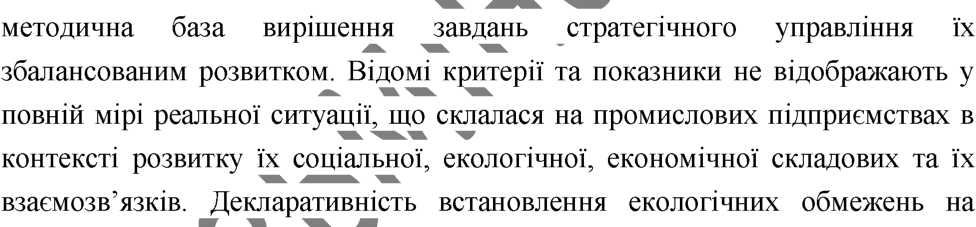 методична база вирішення завдань стратегічного управління їх
збалансованим розвитком. Відомі критерії та показники не відображають у
повній мірі реальної ситуації, що склалася на промислових підприємствах в
контексті розвитку їх соціальної, екологічної, економічної складових та їх
взаємозв’язків. Декларативність встановлення екологічних обмежень на